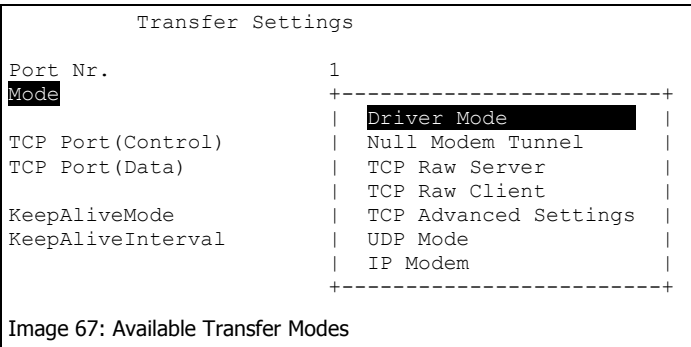 Transfer Settings
Port Nr. 1
Mode +-------------------------+
| Driver Mode |
TCP Port(Control) | Null Modem Tunnel |
TCP Port(Data) | TCP Raw Server |
| TCP Raw Client |
KeepAliveMode | TCP Advanced Settings |
KeepAliveInterval | UDP Mode |
| IP Modem |
+-------------------------+
Image 67: Available Transfer Modes